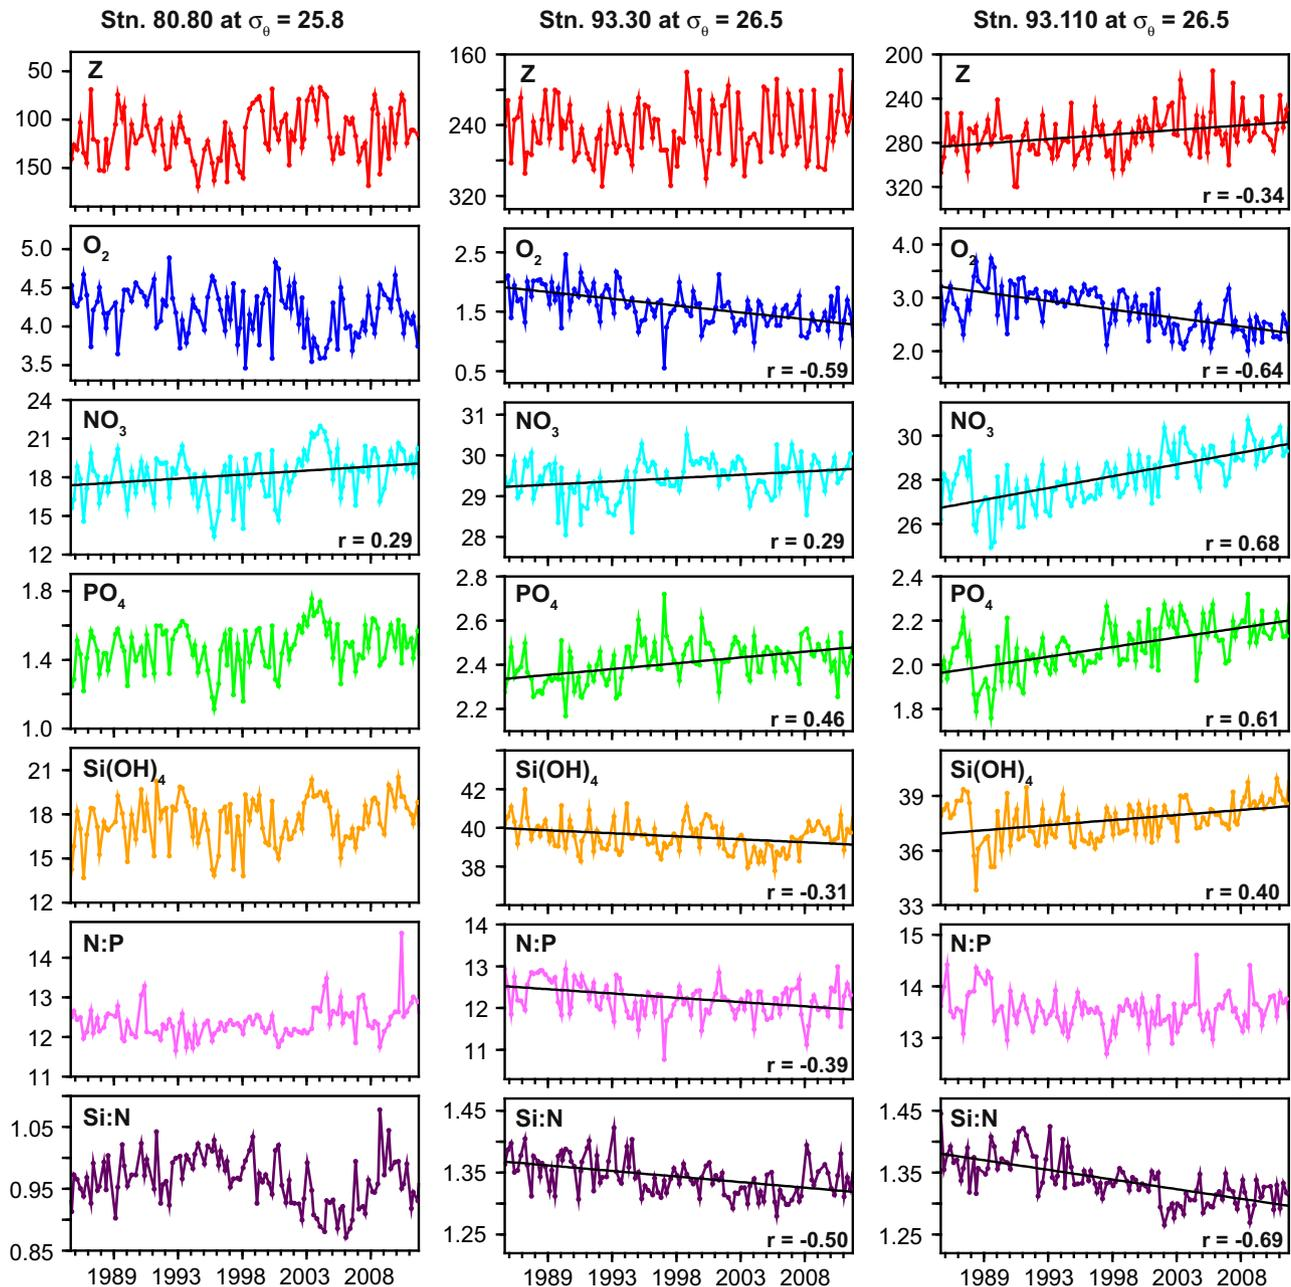 Stn. 80.80 at σθ = 25.8
Stn. 93.30 at σθ = 26.5
Stn. 93.110 at σθ = 26.5
Z
50
100
150
Z
160
240
320
Z
200
240
280
320
r = -0.34
O2
5.0
4.5
4.0
3.5
O2
2.5
1.5
0.5
r = -0.59
O2
4.0
3.0
2.0
r = -0.64
NO3
24
21
18
15
12
r = 0.29
NO3
31
30
29
28
r = 0.29
NO3
30
28
26
r = 0.68
PO4
1.8
1.4
1.0
PO4
2.8
2.6
2.4
2.2
r = 0.46
PO4
2.4
2.2
2.0
1.8
r = 0.61
Si(OH)4
21
18
15
12
Si(OH)4
42
40
38
r = -0.31
Si(OH)4
39
36
33
r = 0.40
N:P
14
13
12
11
N:P
14
13
12
11
r = -0.39
N:P
15
14
13
Si:N
1.05
0.95
0.85
Si:N
1.45
1.35
1.25
r = -0.50
Si:N
1.45
1.35
1.25
r = -0.69
1989 1993 1998 2003 2008
1989 1993 1998 2003 2008
1989 1993 1998 2003 2008